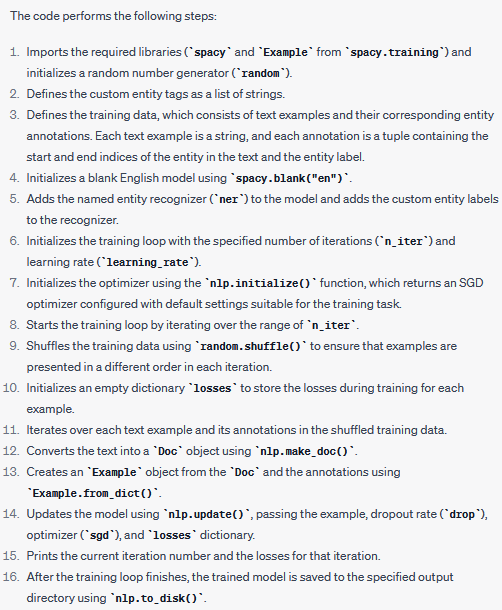 The code performs the following steps:
1. Imports the required libraries (`spacy` and `Example` from `spacy.training`) and
initializes a random number generator (`random`).
2. Defines the custom entity tags as a list of strings.
3. Defines the training data, which consists of text examples and their corresponding entity
annotations. Each text example is a string, and each annotation is a tuple containing the
start and end indices of the entity in the text and the entity label.
4. Initializes a blank English model using `spacy.blank("en")`.
5. Adds the named entity recognizer (`ner`) to the model and adds the custom entity labels
to the recognizer.
6. Initializes the training loop with the specified number of iterations (`n_iter`) and
learning rate (`learning_rate`).
7. Initializes the optimizer using the `nlp.initialize()` function, which returns an SGD
optimizer configured with default settings suitable for the training task.
8. Starts the training loop by iterating over the range of `n_iter`.
9. Shuffles the training data using `random.shuffle()` to ensure that examples are
presented in a different order in each iteration.
10. Initializes an empty dictionary `losses` to store the losses during training for each
example.
11. Iterates over each text example and its annotations in the shuffled training data.
12. Converts the text into a `Doc` object using `nlp.make_doc()`.
13. Creates an `Example` object from the `Doc` and the annotations using
`Example.from_dict()`.
14. Updates the model using `nlp.update()`, passing the example, dropout rate (`drop`),
optimizer (`sgd`), and `losses` dictionary.
15. Prints the current iteration number and the losses for that iteration.
16. After the training loop finishes, the trained model is saved to the specified output
directory using `nlp.to_disk()`.